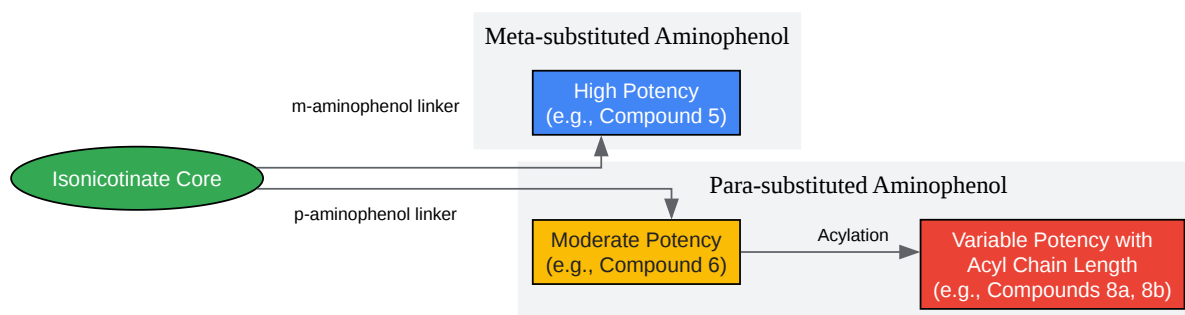 Meta-substituted Aminophenol
High Potency
(e.g., Compound 5)
m-aminophenol linker
Isonicotinate Core
p-aminophenol linker
Para-substituted Aminophenol
Moderate Potency
(e.g., Compound 6)
Acylation
Variable Potency with
Acyl Chain Length
(e.g., Compounds 8a, 8b)